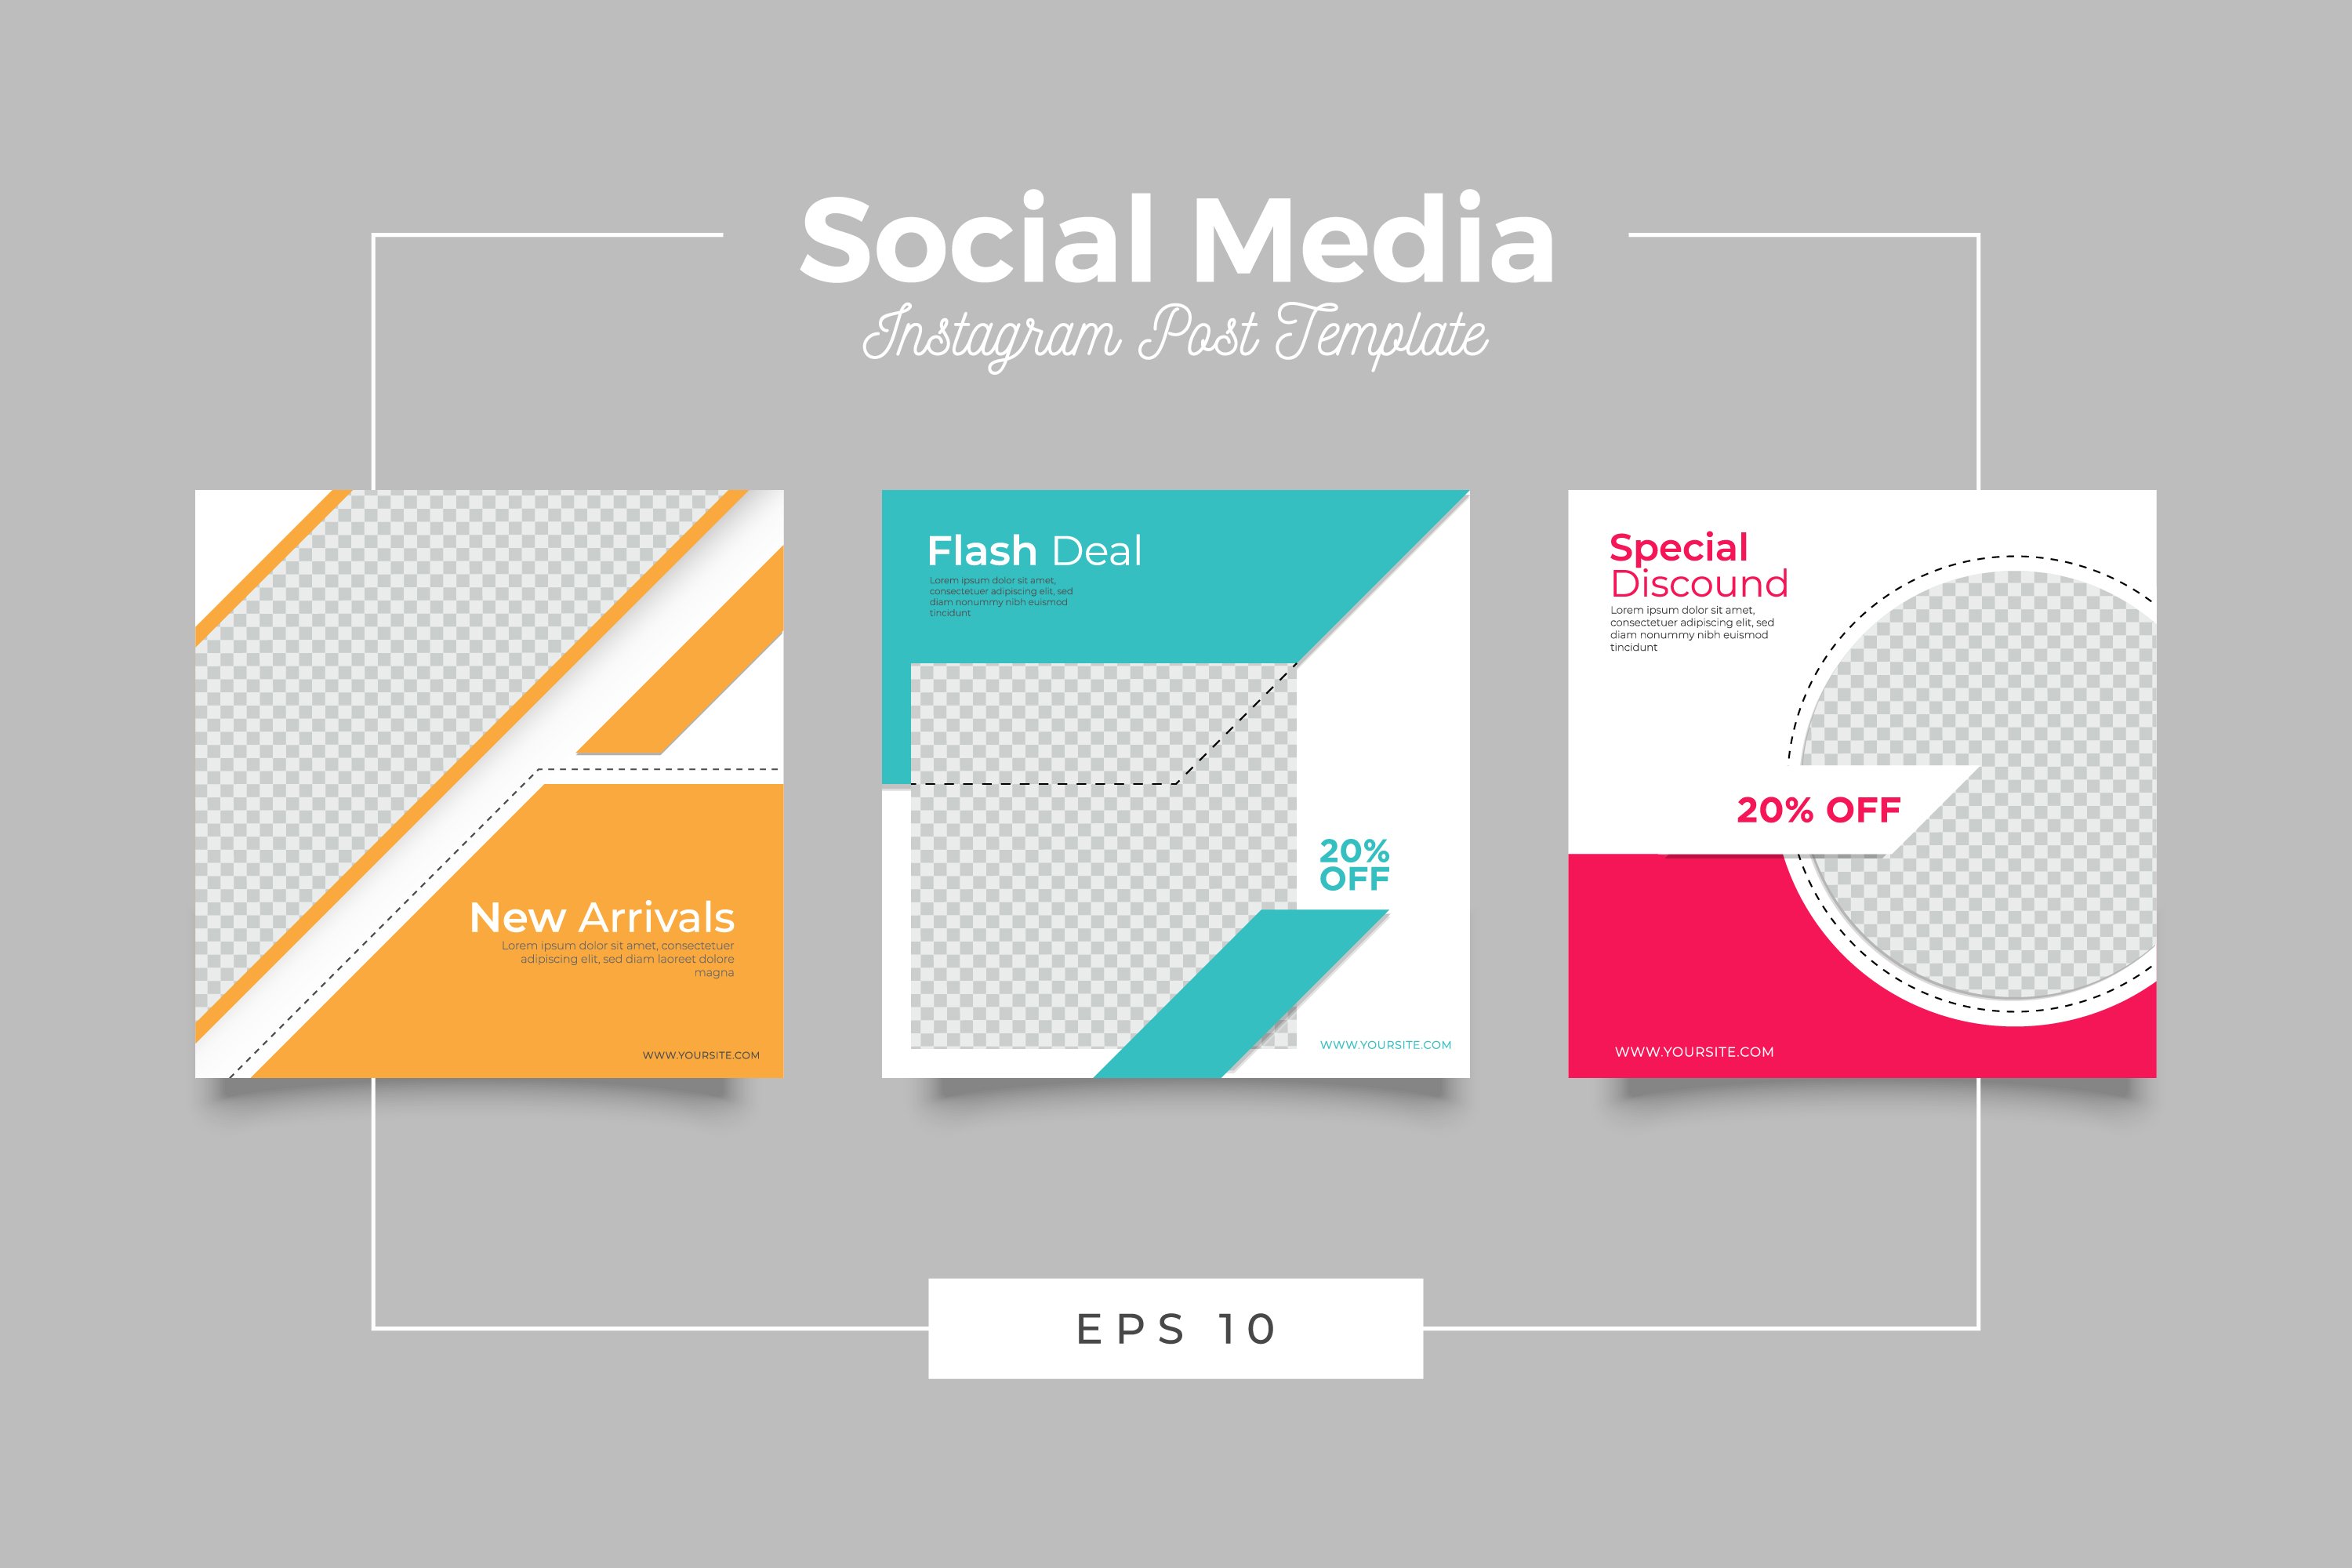 Social Media
Instagram Post Template
New Arrivals
Lorem ipsum dolor sit amet, consectetuer
adipiscing elit, sed diam laoreet dolore
magna
WWW.YOURSITE.COM
Flash Deal
Lorem ipsum dolor sit amet,
consectetuer adipiscing elit, sed
diam nonummy nibh euismod
tincidunt
20%
OFF
WWW.YOURSITE.COM
Special
Discound
Lorem ipsum dolor sit amet,
consectetuer adipiscing elit, sed
diam nonummy nibh euismod
tincidunt
20% OFF
WWW.YOURSITE.COM
EPS 10